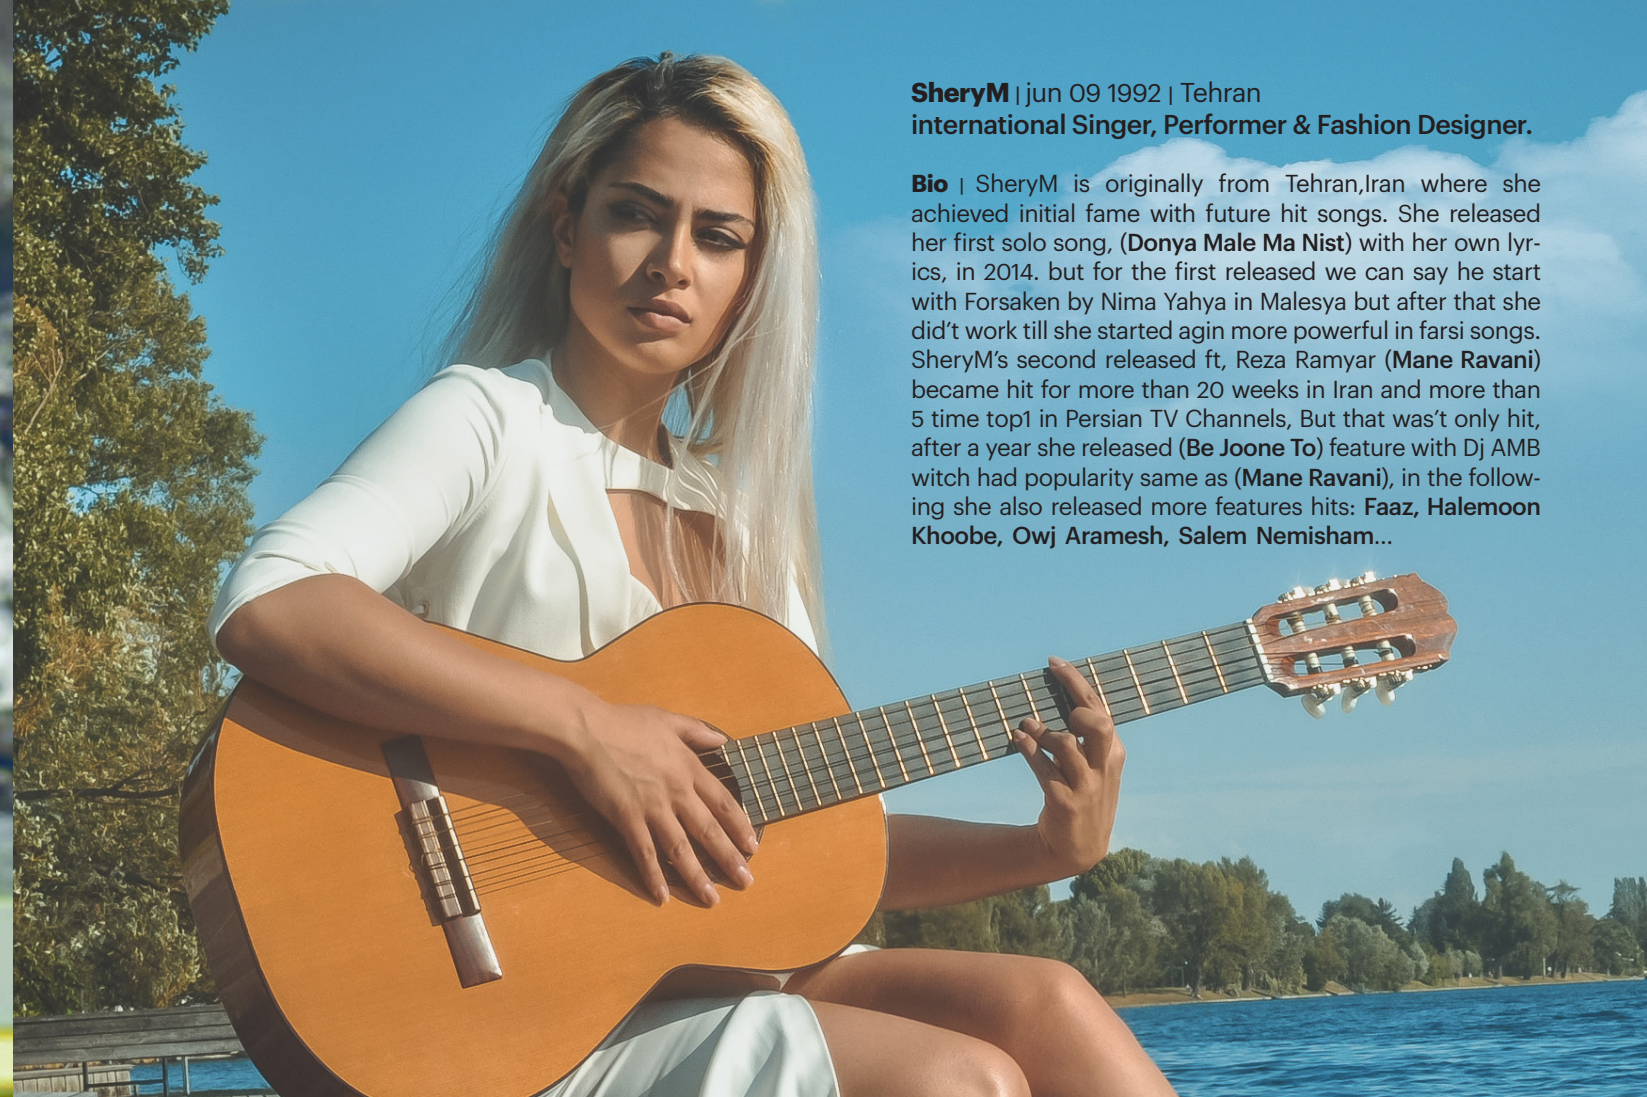 SheryM | jun 09 1992 | Tehran
international Singer, Performer & Fashion Designer.
Bio | SheryM is originally from Tehran,Iran where she
achieved initial fame with future hit songs. She released
her first solo song, (Donya Male Ma Nist) with her own lyr-
ics, in 2014. but for the first released we can say he start
with Forsaken by Nima Yahya in Malesya but after that she
did’t work till she started agin more powerful in farsi songs.
SheryM’s second released ft, Reza Ramyar (Mane Ravani)
became hit for more than 20 weeks in Iran and more than
5 time top1 in Persian TV Channels, But that was’t only hit,
after a year she released (Be Joone To) feature with Dj AMB
witch had popularity same as (Mane Ravani), in the follow-
ing she also released more features hits: Faaz, Halemoon
Khoobe, Owj Aramesh, Salem Nemisham...